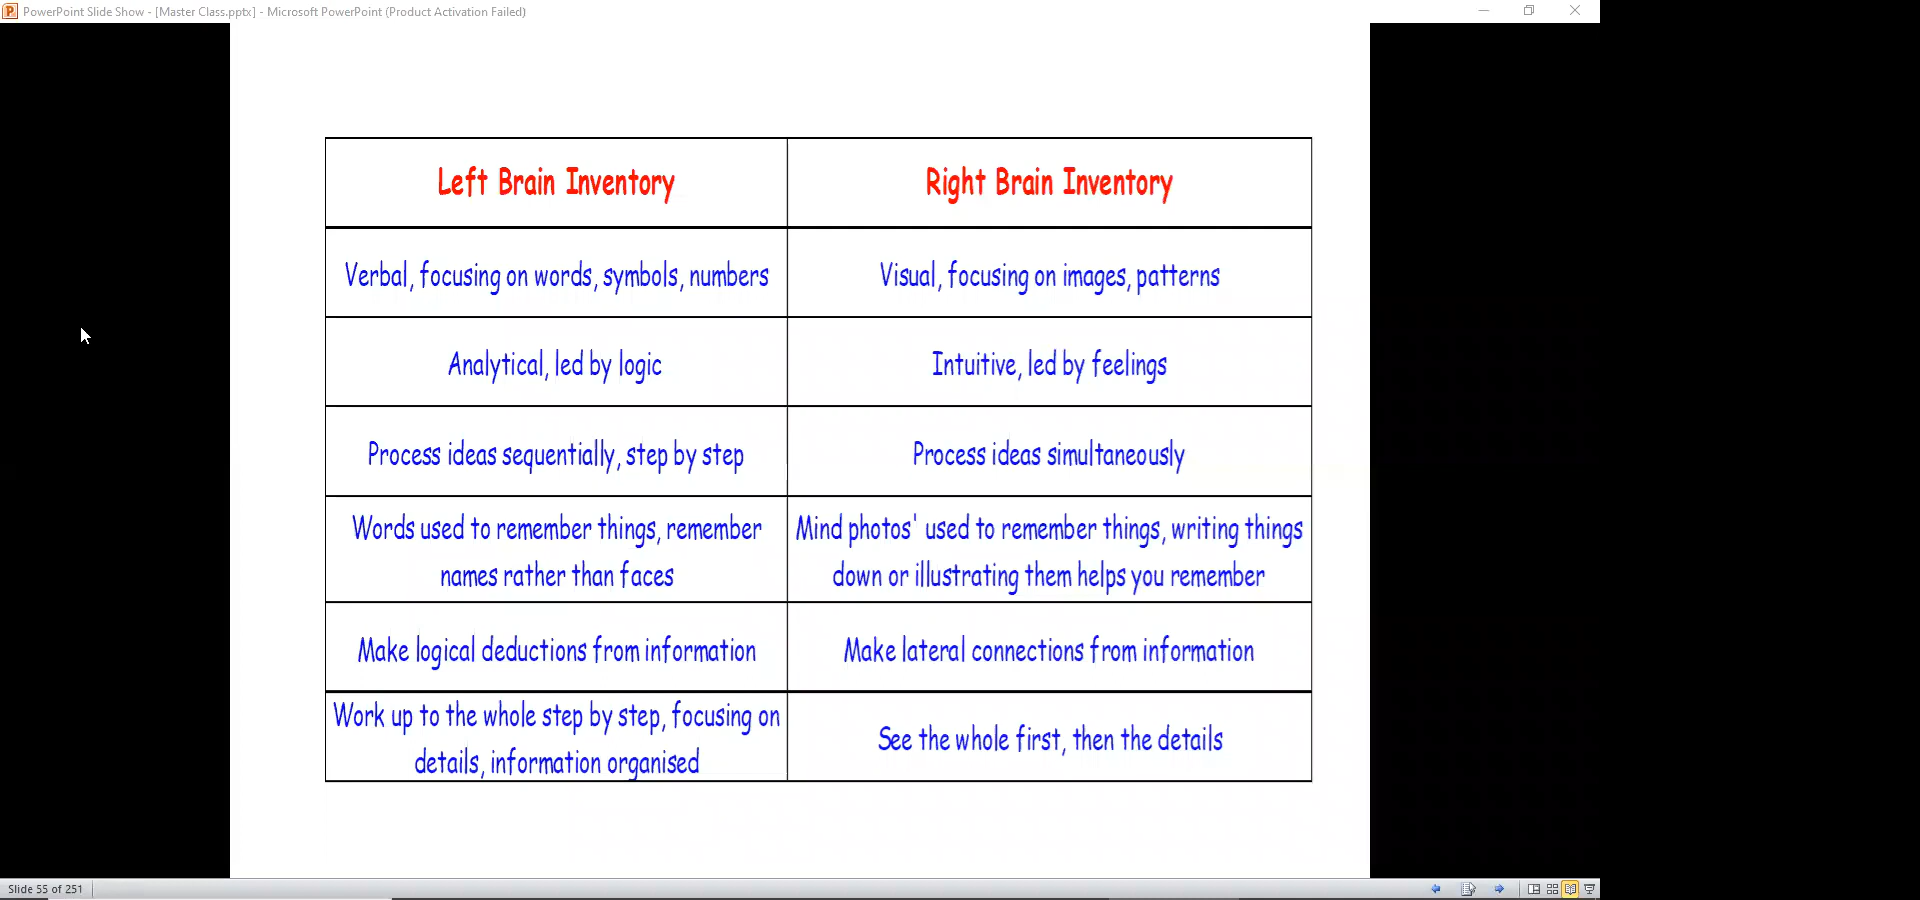 PowerPoint Slide Show - [Master Class.pptx] - Microsoft PowerPoint (Product Activation Failed)
Left Brain Inventory
Right Brain Inventory
Verbal, focusing on words, symbols, numbers
Visual, focusing on images, patterns
Analytical, led by logic
Intuitive, led by feelings
Process ideas sequentially, step by step
Process ideas simultaneously
Words used to remember things, remember
names rather than faces
Mind photos' used to remember things, writing things
down or illustrating them helps you remember
Make logical deductions from information
Make lateral connections from information
Work up to the whole step by step, focusing on
details, information organised
See the whole first, then the details
Slide 55 of 251